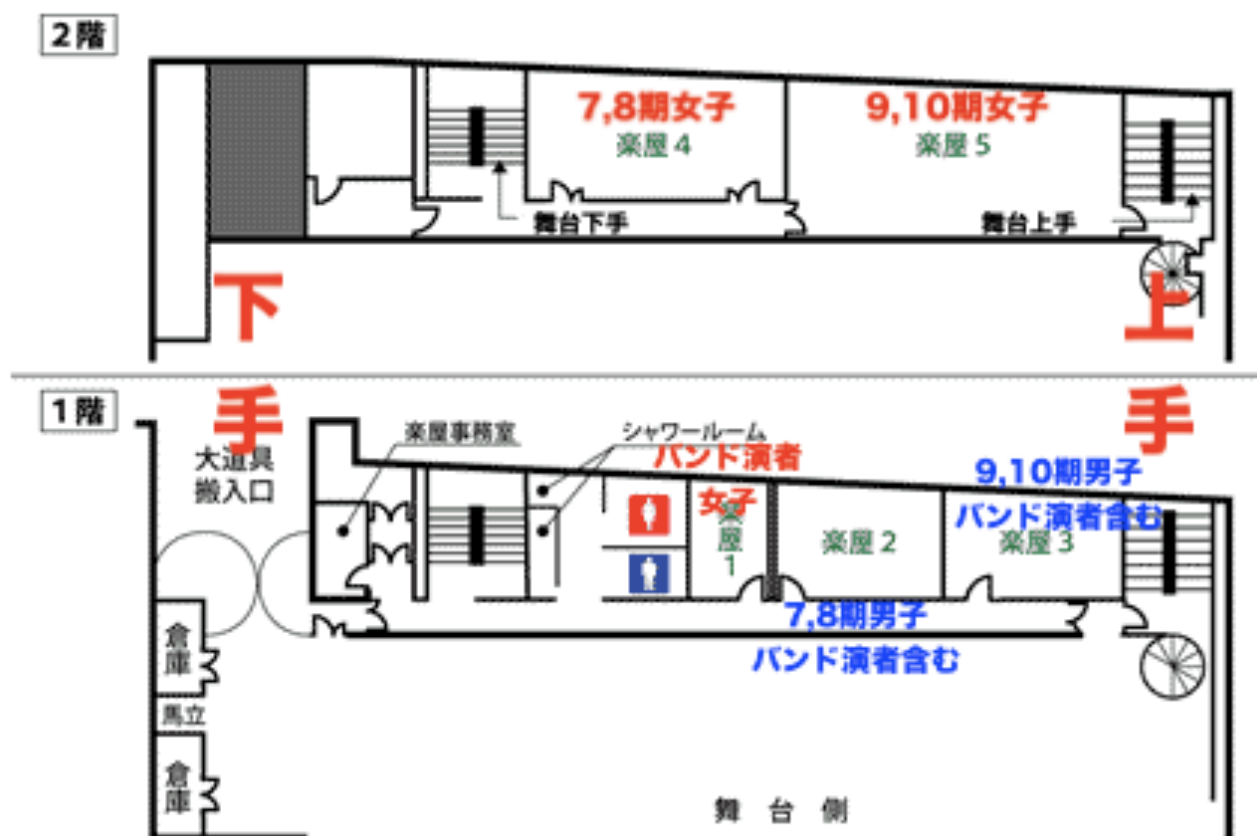 2階
7,8期女子
楽屋4
9,10期女子
楽屋5
舞台下手
舞台上手
下手
上手
1階
大道具
搬入口
楽屋事務室
シャワールーム
バンド演者
女子
楽屋1
楽屋2
9,10期男子
バンド演者含む
楽屋3
7,8期男子
バンド演者含む
倉庫
馬立
倉庫
舞台側